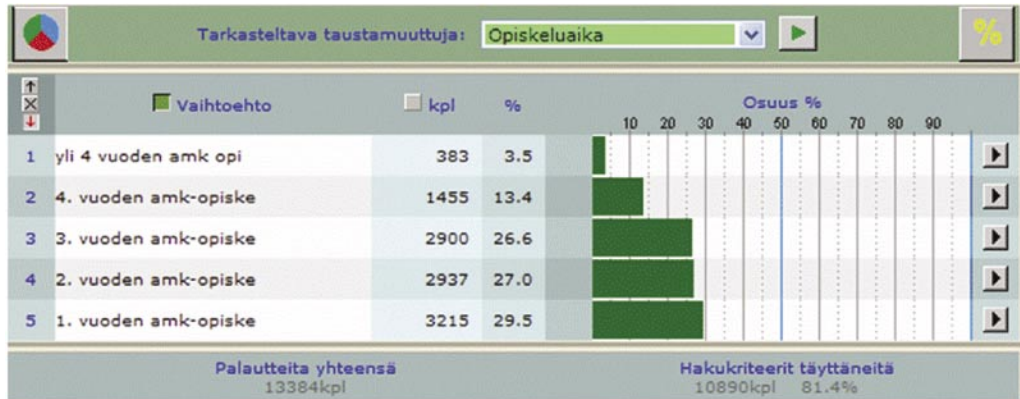 Tarkasteltava taustamuuttuja: Opiskeluaika %
Vaihtoehto kpl % Osuus %
10 20 30 40 50 60 70 80 90
1 yli 4 vuoden amk opi 383 3.5
2 4. vuoden amk-opiske 1455 13.4
3 3. vuoden amk-opiske 2900 26.6
4 2. vuoden amk-opiske 2937 27.0
5 1. vuoden amk-opiske 3215 29.5
Palautteita yhteensä Hakukriteerit täyttäneitä
13384kpl 10890kpl 81.4%